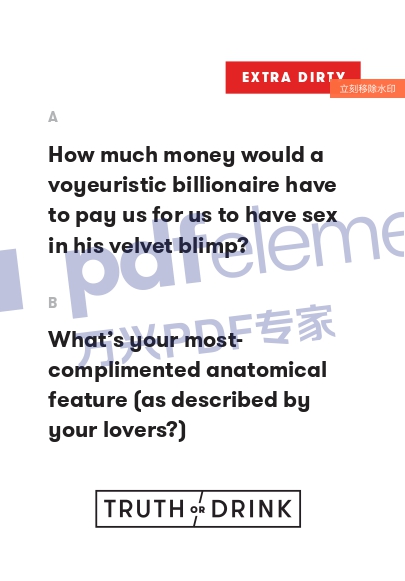 EXTRA DIRTY
立刻移除水印
A
How much money would a
voyeuristic billionaire have
to pay us for us to have sex
in his velvet blimp?
pdfeleme
万兴PDF专家
B
What's your most-
complimented anatomical
feature (as described by
your lovers?)
TRUTH OR DRINK